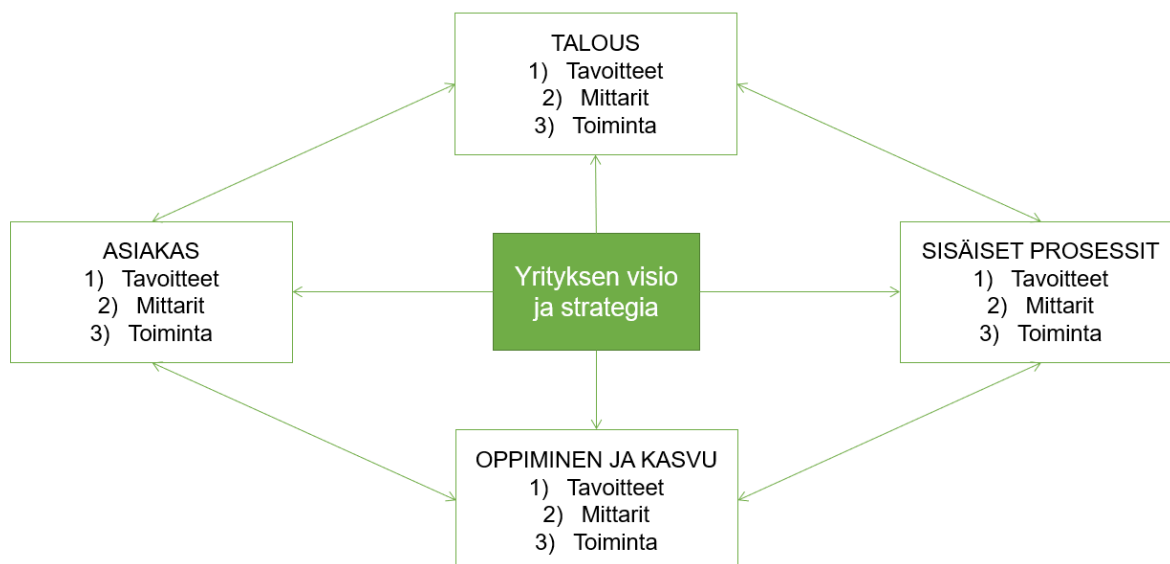 TALOUS
1) Tavoitteet
2) Mittarit
3) Toiminta
ASIAKAS
1) Tavoitteet
2) Mittarit
3) Toiminta
Yrityksen visio
ja strategia
SISÄISET PROSESSIT
1) Tavoitteet
2) Mittarit
3) Toiminta
OPPIMINEN JA KASVU
1) Tavoitteet
2) Mittarit
3) Toiminta